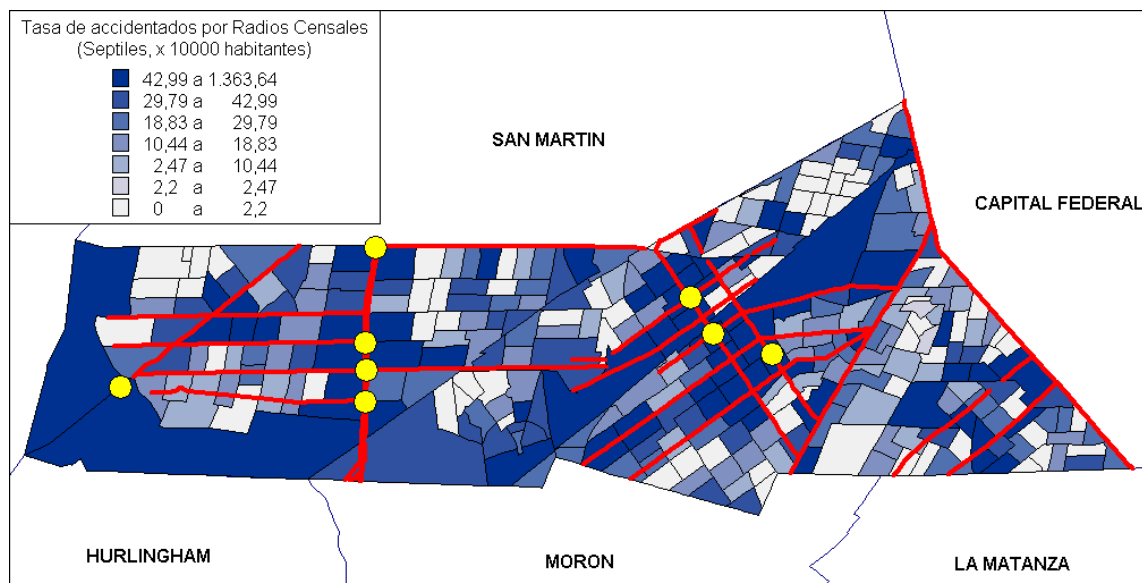 Tasa de accidentados por Radios Censales
(Septiles, x 10000 habitantes)
42,99 a 1.363,64
29,79 a 42,99
18,83 a 29,79
10,44 a 18,83
2,47 a 10,44
2,2 a 2,47
0 a 2,2
SAN MARTIN
CAPITAL FEDERAL
HURLINGHAM
MORON
LA MATANZA